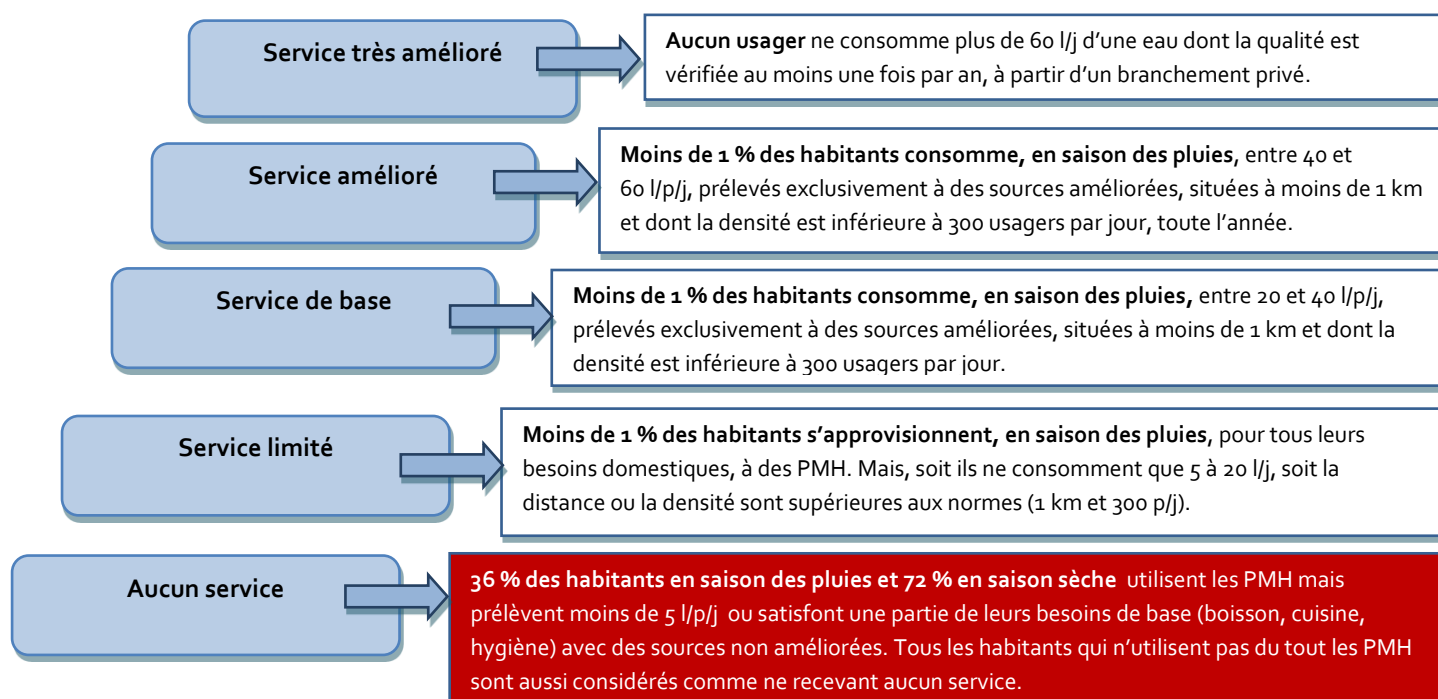 Service très amélioré
Aucun usager ne consomme plus de 60 l/j d’une eau dont la qualité est
vérifiée au moins une fois par an, à partir d’un branchement privé.
Service amélioré
Moins de 1 % des habitants consomme, en saison des pluies, entre 40 et
60 l/p/j, prélevés exclusivement à des sources améliorées, situées à moins de 1 km
et dont la densité est inférieure à 300 usagers par jour, toute l’année.
Service de base
Moins de 1 % des habitants consomme, en saison des pluies, entre 20 et 40 l/p/j,
prélevés exclusivement à des sources améliorées, situées à moins de 1 km et dont la
densité est inférieure à 300 usagers par jour.
Service limité
Moins de 1 % des habitants s’approvisionnent, en saison des pluies, pour tous leurs
besoins domestiques, à des PMH. Mais, soit ils ne consomment que 5 à 20 l/j, soit la
distance ou la densité sont supérieures aux normes (1 km et 300 p/j).
Aucun service
36 % des habitants en saison des pluies et 72 % en saison sèche utilisent les PMH mais
prélèvent moins de 5 l/p/j ou satisfont une partie de leurs besoins de base (boisson, cuisine,
hygiène) avec des sources non améliorées. Tous les habitants qui n’utilisent pas du tout les PMH
sont aussi considérés comme ne recevant aucun service.